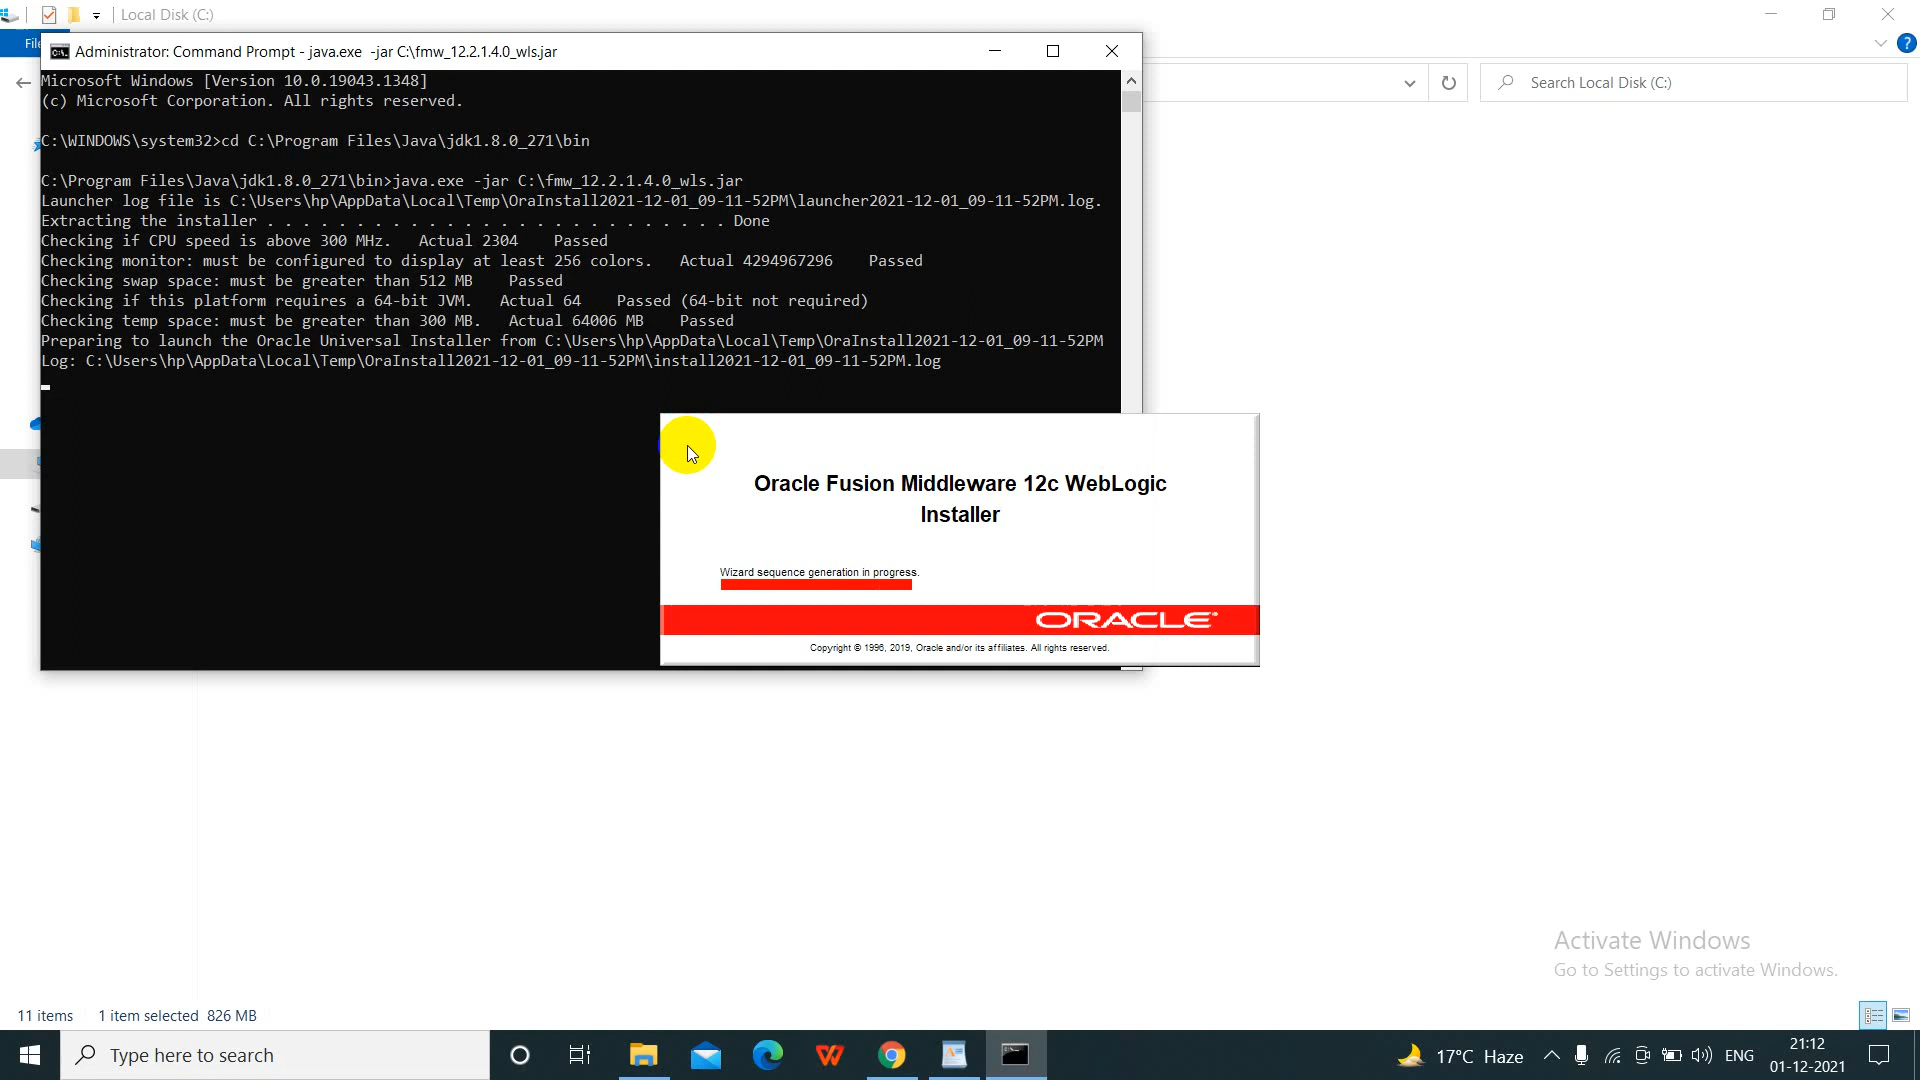 Local Disk (C:)
File
Administrator: Command Prompt - java.exe -jar C:\fmw_12.2.1.4.0_wls.jar
Search Local Disk (C:)
Microsoft Windows [Version 10.0.19043.1348]
(c) Microsoft Corporation. All rights reserved.
C:\WINDOWS\system32>cd C:\Program Files\Java\jdk1.8.0_271\bin
C:\Program Files\Java\jdk1.8.0_271\bin>java.exe -jar C:\fmw_12.2.1.4.0_wls.jar
Launcher log file is C:\Users\hp\AppData\Local\Temp\OraInstall2021-12-01_09-11-52PM\launcher2021-12-01_09-11-52PM.log.
Extracting the installer . . . . . . . . . . . . . . . . . . . . . . . . . . Done
Checking if CPU speed is above 300 MHz.   Actual 2304    Passed
Checking monitor: must be configured to display at least 256 colors.   Actual 4294967296    Passed
Checking swap space: must be greater than 512 MB    Passed
Checking if this platform requires a 64-bit JVM.   Actual 64    Passed (64-bit not required)
Checking temp space: must be greater than 300 MB.   Actual 64006 MB    Passed
Preparing to launch the Oracle Universal Installer from C:\Users\hp\AppData\Local\Temp\OraInstall2021-12-01_09-11-52PM
Log: C:\Users\hp\AppData\Local\Temp\OraInstall2021-12-01_09-11-52PM\install2021-12-01_09-11-52PM.log
Oracle Fusion Middleware 12c WebLogic
Installer
Wizard sequence generation in progress.
ORACLE
Copyright © 1996, 2019, Oracle and/or its affiliates. All rights reserved.
Activate Windows
Go to Settings to activate Windows.
11 items 1 item selected 826 MB
Type here to search
17°C Haze
ENG
21:12
01-12-2021